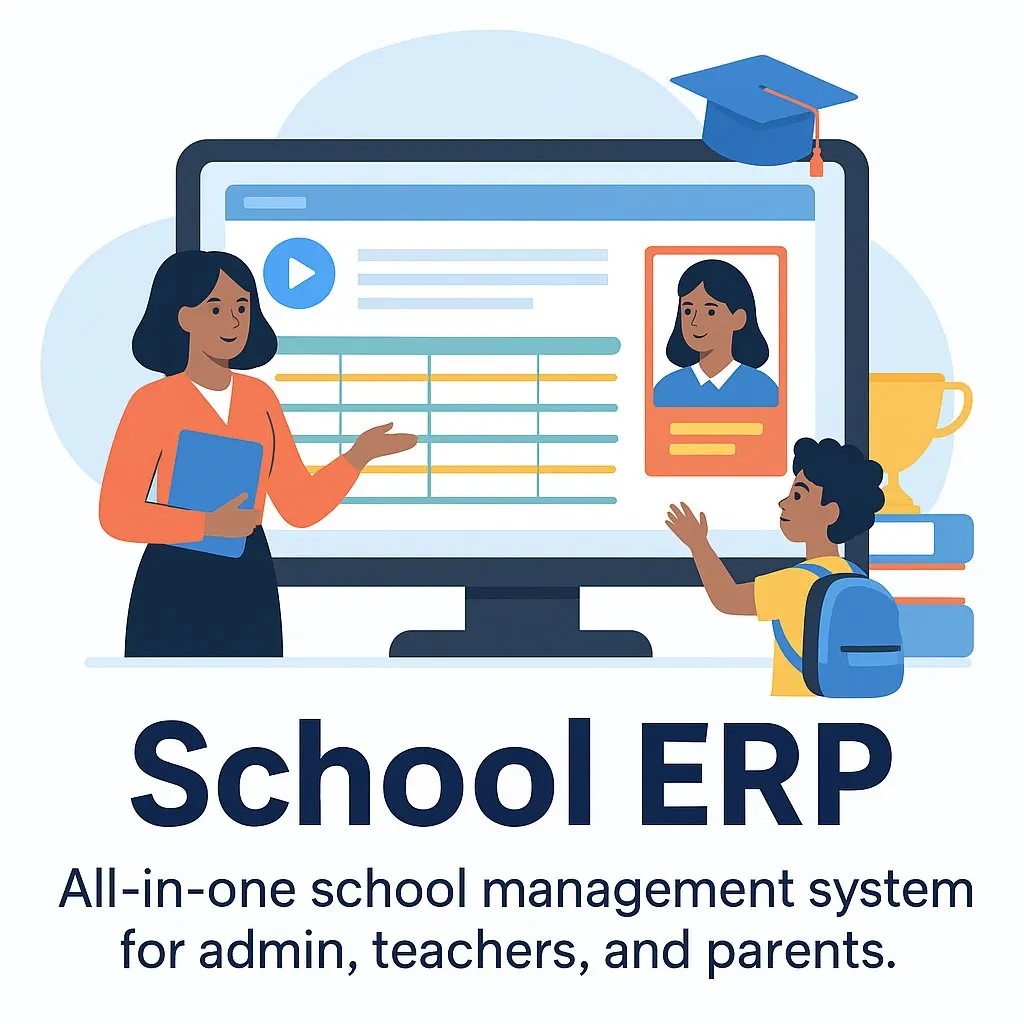 School ERP
All-in-one school management system
for admin, teachers, and parents.